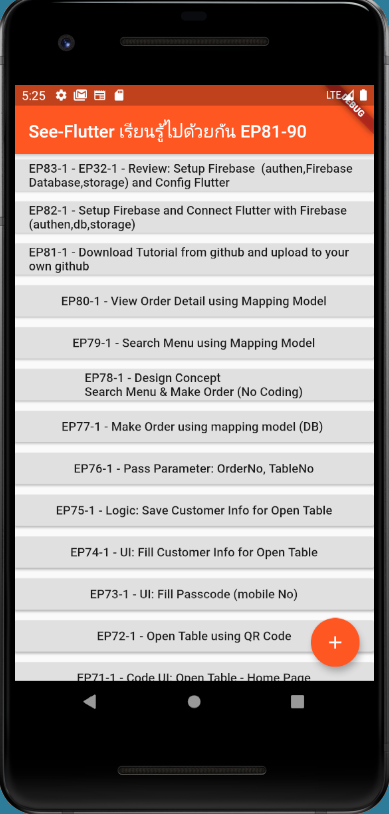 5:25
LTE
DEBUG
See-Flutter เรียนรู้ไปด้วยกัน EP81-90
EP83-1 - EP32-1 - Review: Setup Firebase (authen,Firebase
Database,storage) and Config Flutter
EP82-1 - Setup Firebase and Connect Flutter with Firebase
(authen,db,storage)
EP81-1 - Download Tutorial from github and upload to your
own github
EP80-1 - View Order Detail using Mapping Model
EP79-1 - Search Menu using Mapping Model
EP78-1 - Design Concept
Search Menu & Make Order (No Coding)
EP77-1 - Make Order using mapping model (DB)
EP76-1 - Pass Parameter: OrderNo, TableNo
EP75-1 - Logic: Save Customer Info for Open Table
EP74-1 - UI: Fill Customer Info for Open Table
EP73-1 - UI: Fill Passcode (mobile No)
EP72-1 - Open Table using QR Code
EP71-1 - Code UI: Open Table - Home Page